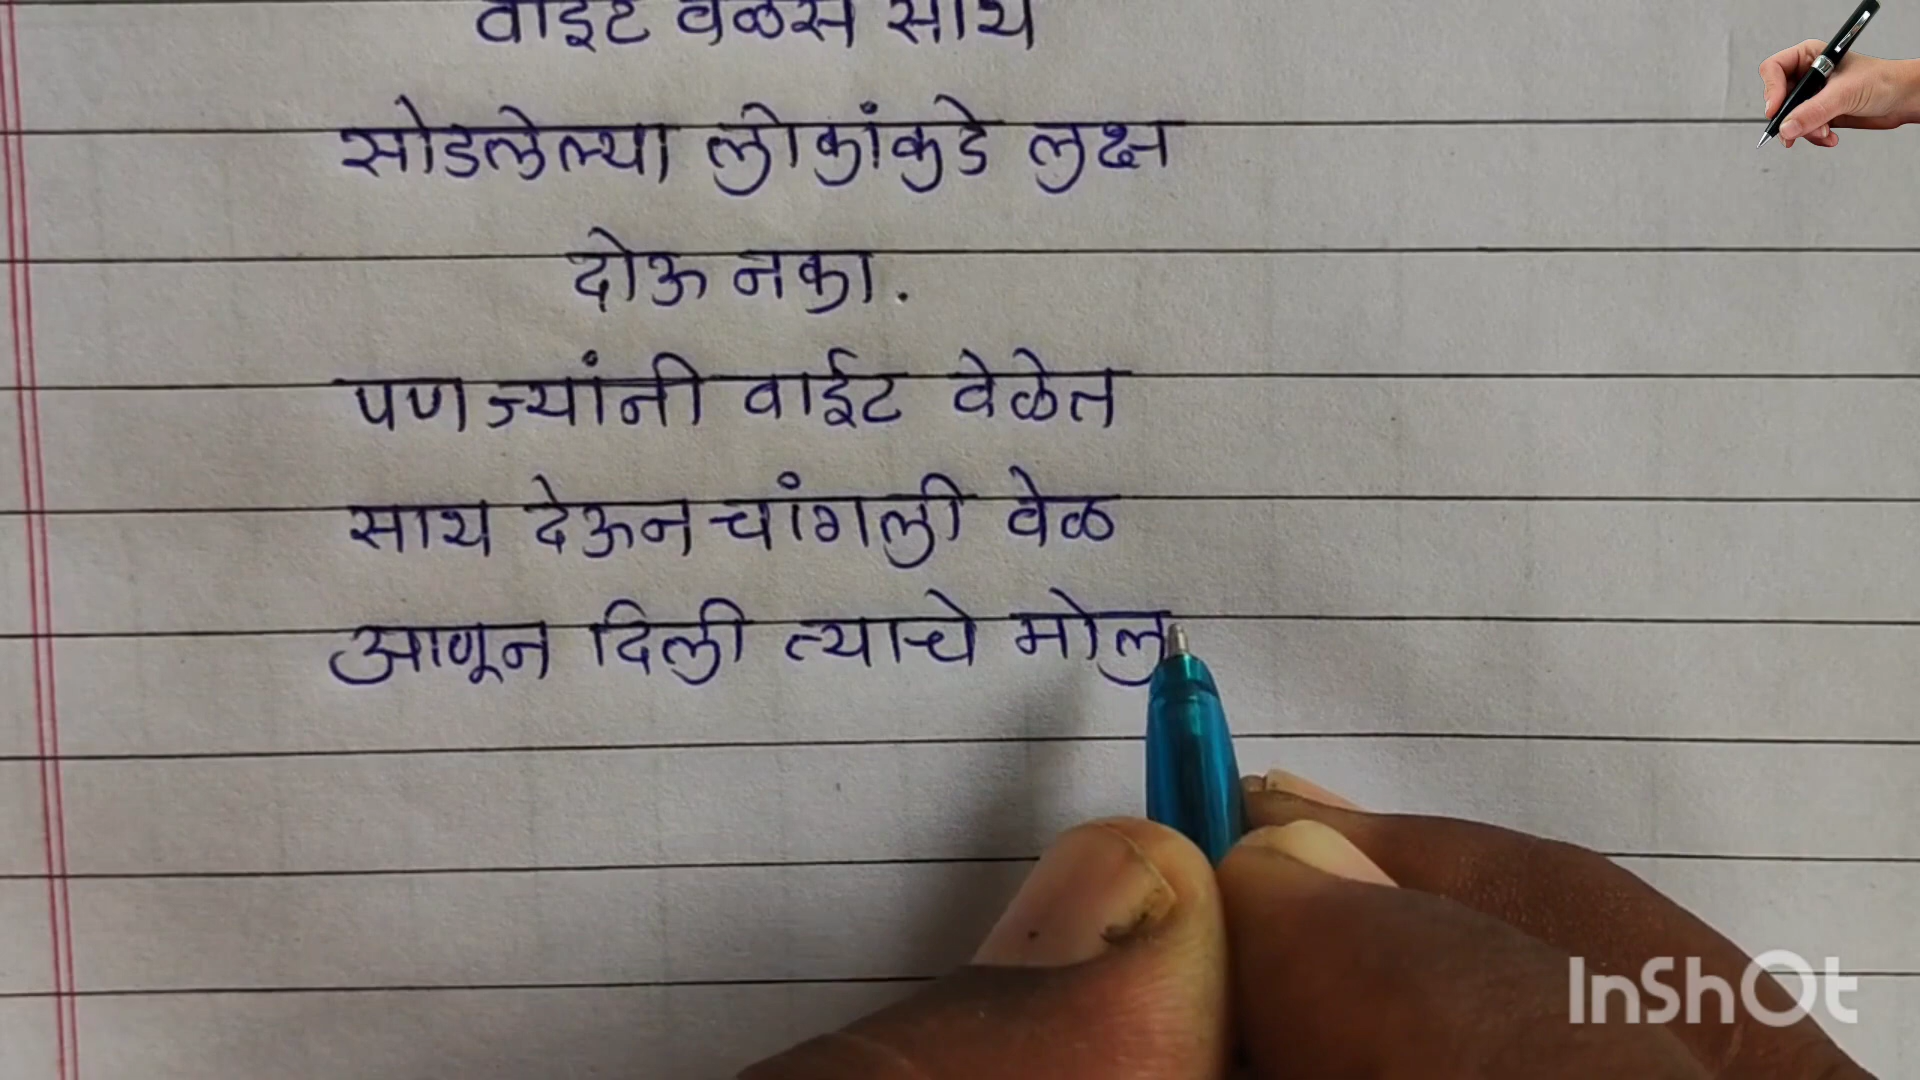 वाईट वेळेस साथ
सोडलेल्या लोकांकडे लक्ष
दोऊ नका.
पण ज्यांनी वाईट वेळेत
साथ देऊन चांगली वेळ
आणून दिली त्याचे मोल
InShOt